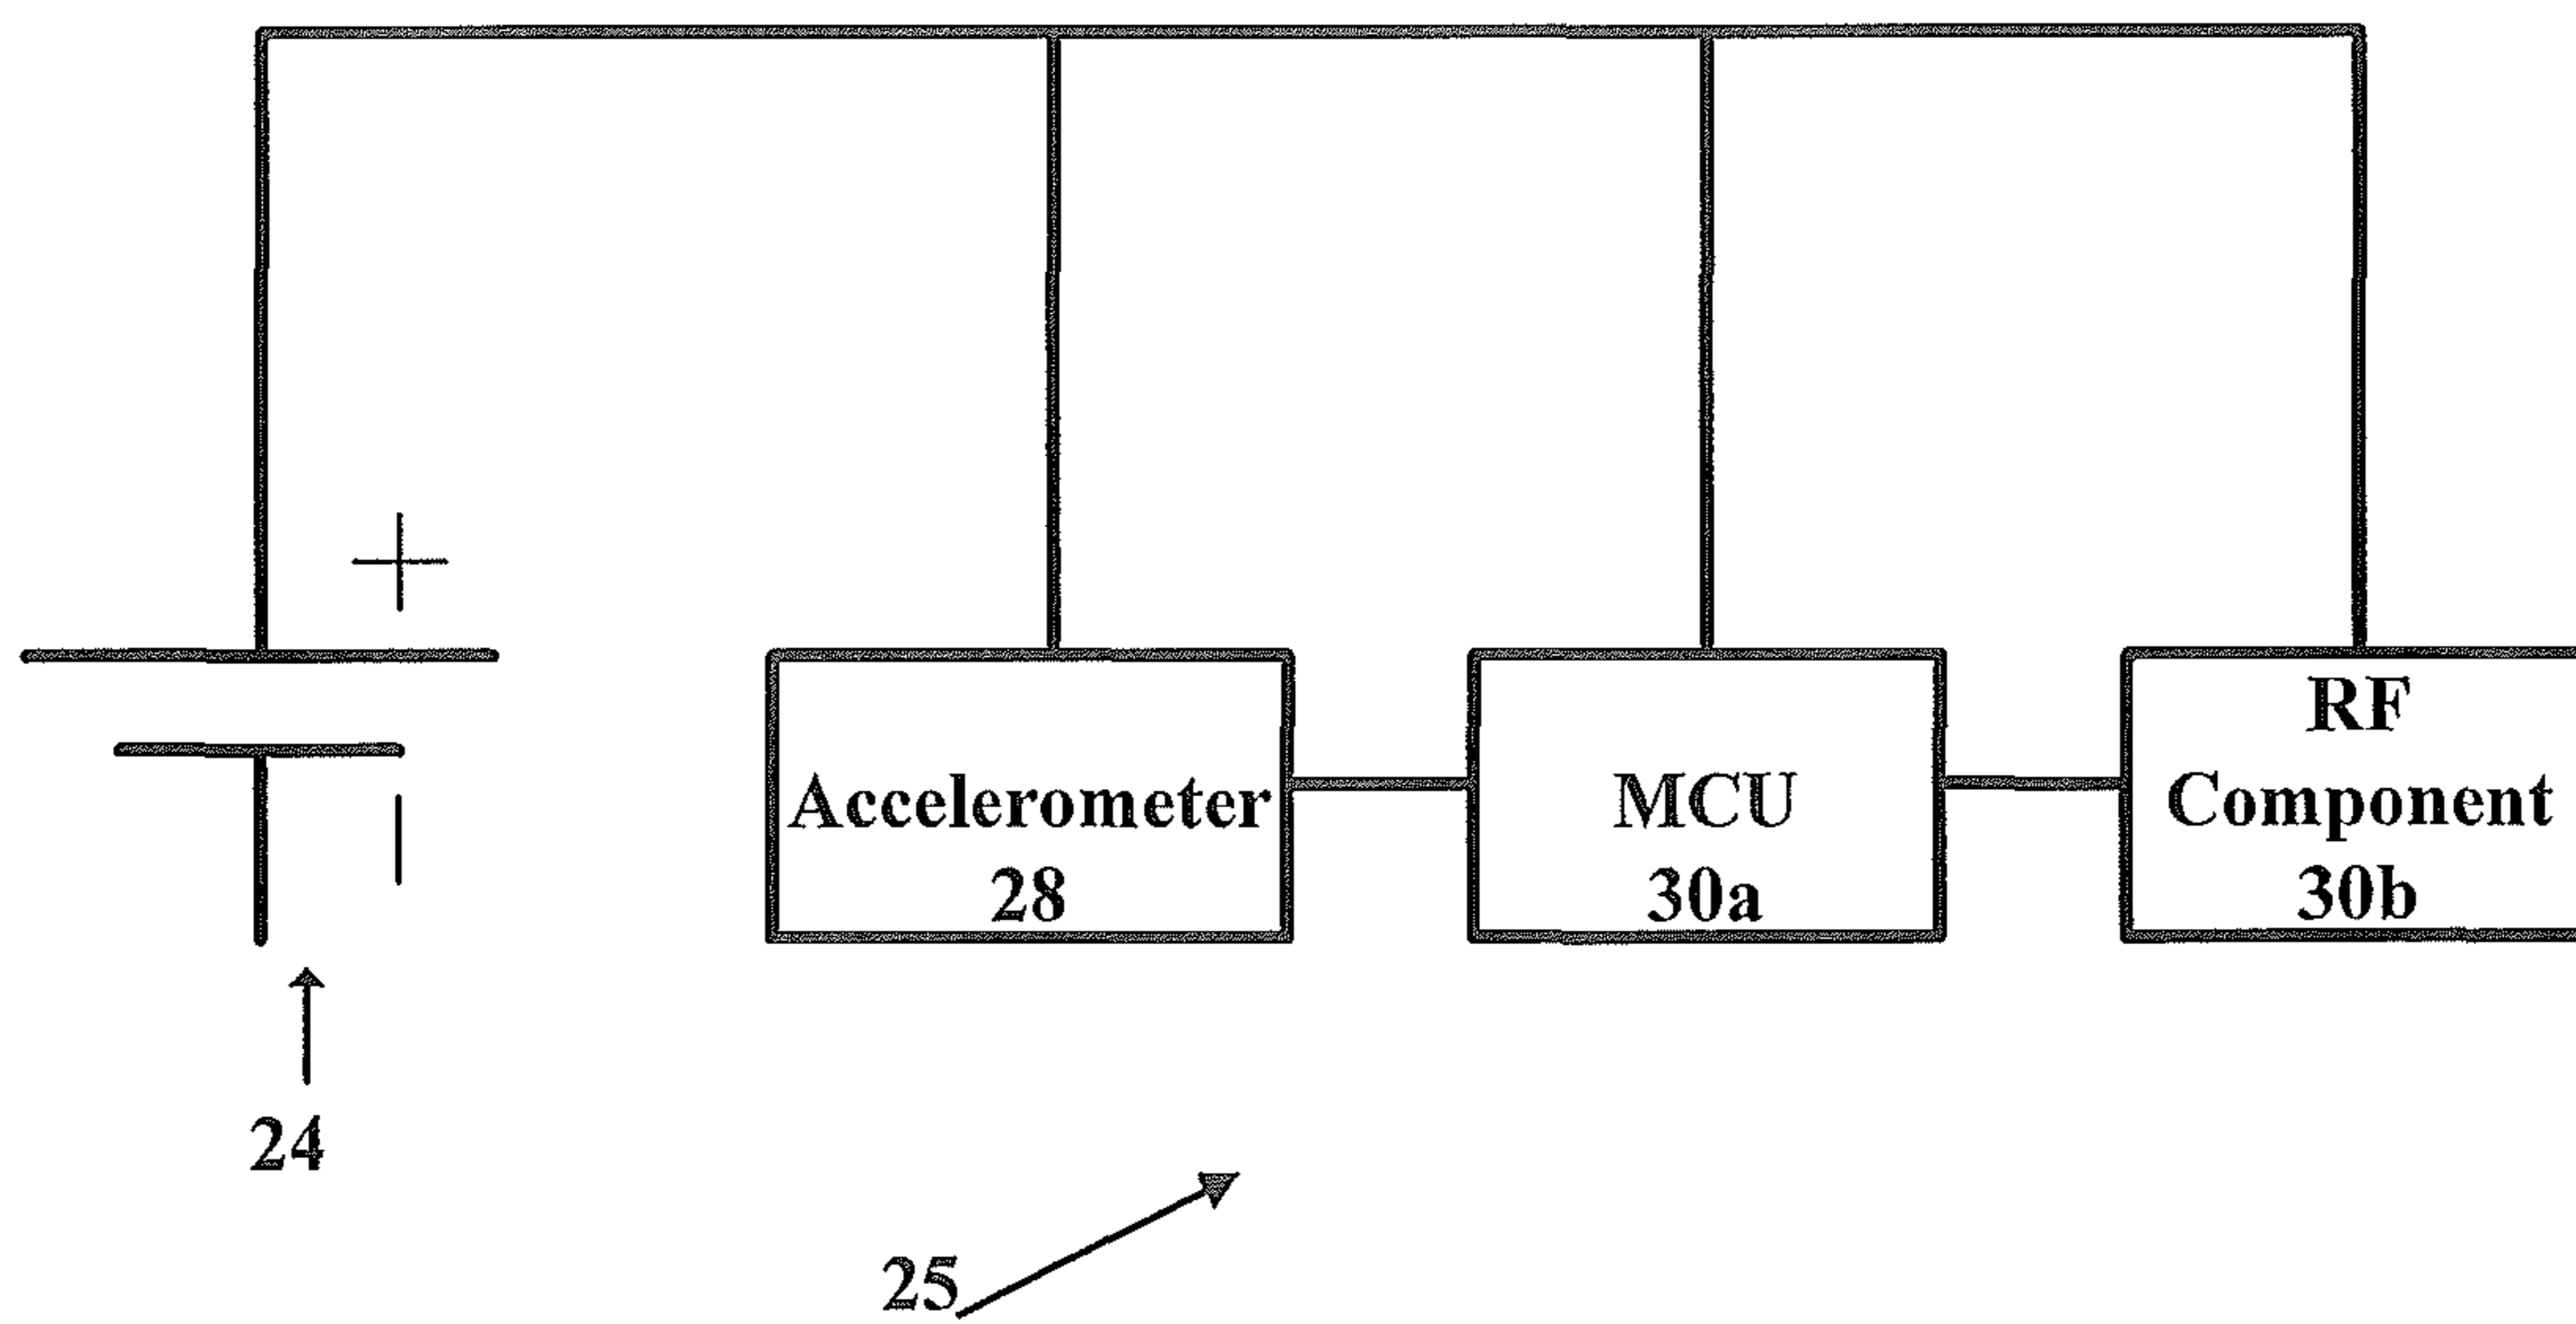 +
Accelerometer
28
MCU
30a
RF
Component
30b
24
25